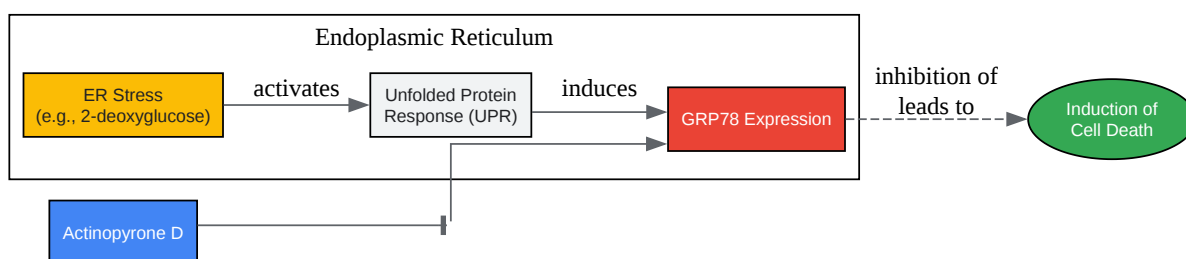 Endoplasmic Reticulum
ER Stress
(e.g., 2-deoxyglucose)
activates
Unfolded Protein
Response (UPR)
induces
GRP78 Expression
inhibition of
leads to
Induction of
Cell Death
Actinopyrone D